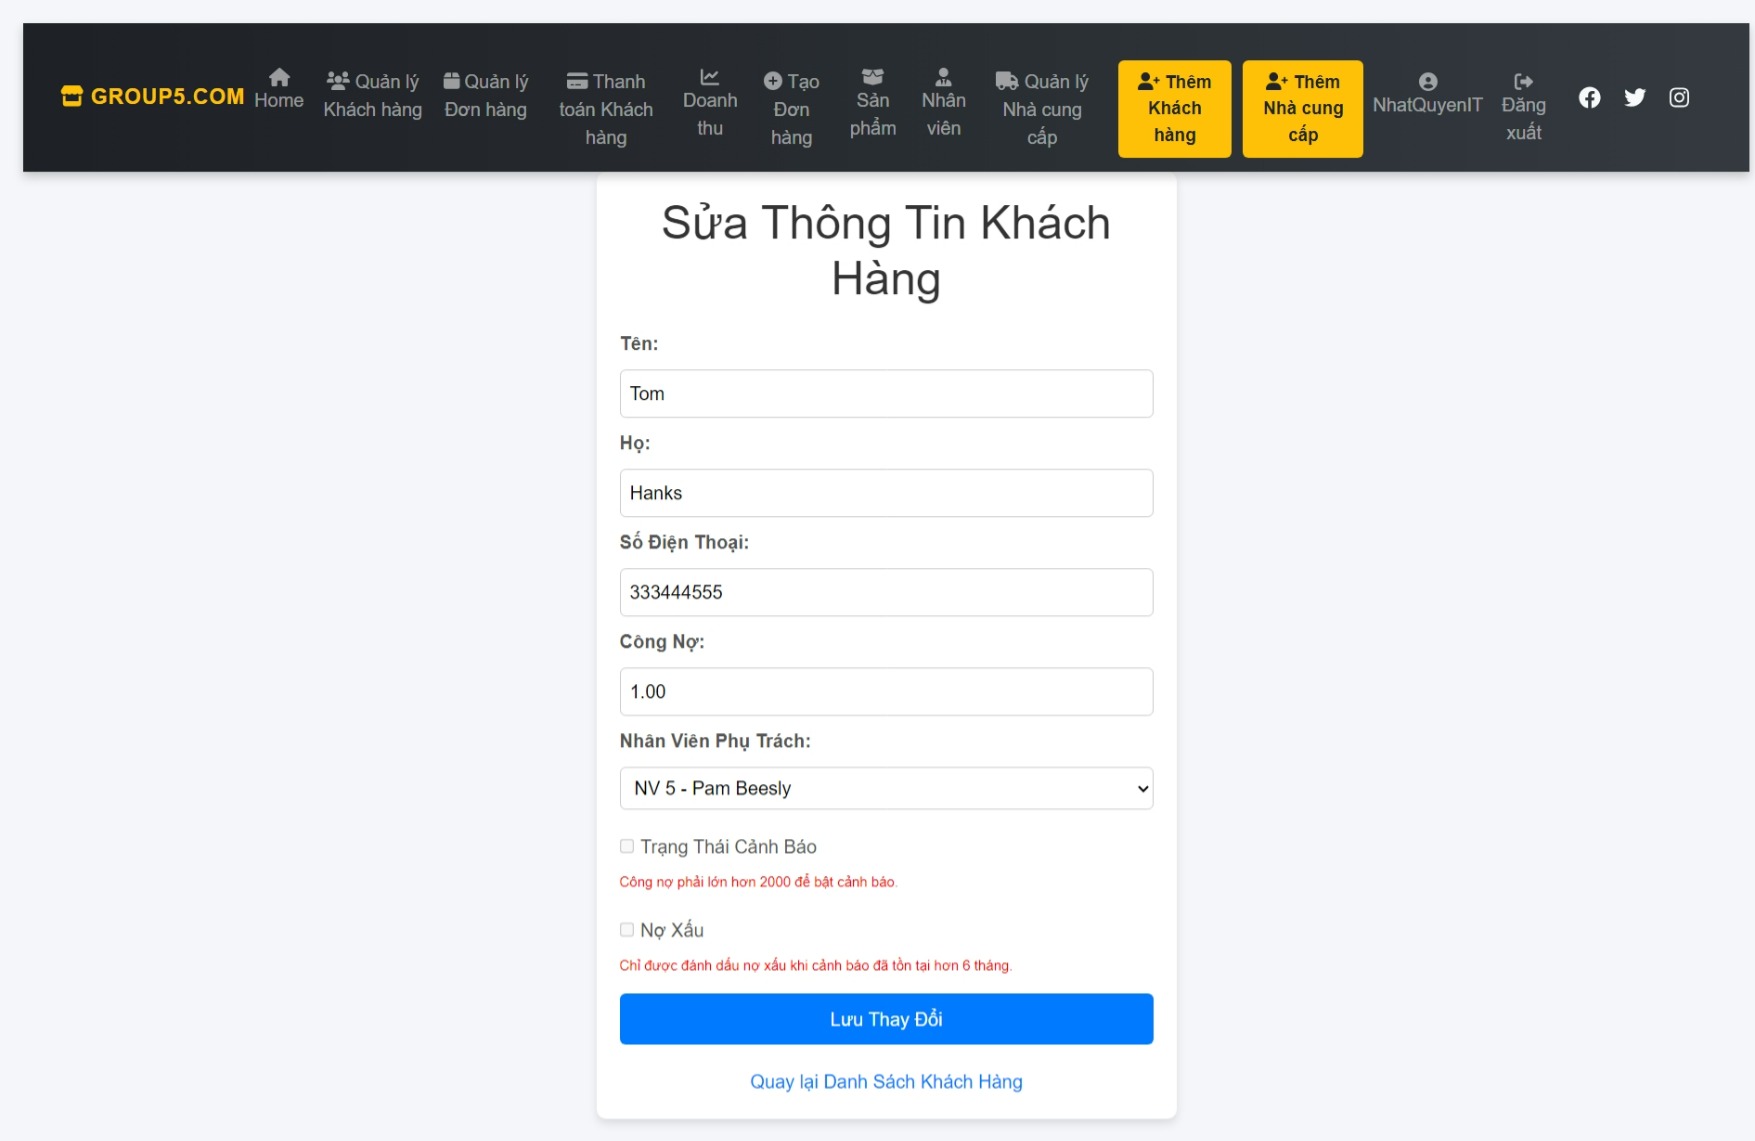 GROUP5.COM
Home
Quản lý
Khách hàng
Quản lý
Đơn hàng
Thanh
toán Khách
hàng
Doanh
thu
Tạo
Đơn
hàng
Sản
phẩm
Nhân
viên
Quản lý
Nhà cung
cấp
Thêm
Khách
hàng
Thêm
Nhà cung
cấp
NhatQuyenIT
Đăng
xuất
Sửa Thông Tin Khách
Hàng
Tên:
Tom
Họ:
Hanks
Số Điện Thoại:
333444555
Công Nợ:
1.00
Nhân Viên Phụ Trách:
NV 5 - Pam Beesly
Trạng Thái Cảnh Báo
Công nợ phải lớn hơn 2000 để bật cảnh báo.
Nợ Xấu
Chỉ được đánh dấu nợ xấu khi cảnh báo đã tồn tại hơn 6 tháng.
Lưu Thay Đổi
Quay lại Danh Sách Khách Hàng